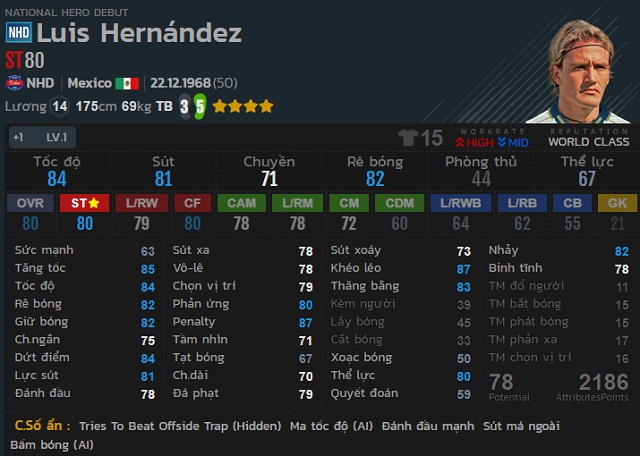 NATIONAL HERO DEBUT
NHD Luis Hernández
ST 80
NHD Mexico 22.12.1968(50)
Lương 14 175cm 69kg TB 3 5
+1 LV.1 15 WORKRATE HIGH MID REPUTATION WORLD CLASS
Tốc độ Sút Chuyền Rê bóng Phòng thủ Thể lực
84 81 71 82 44 67
OVR ST L/RW CF CAM L/RM CM CDM L/RWB L/RB CB GK
80 80 79 80 78 78 72 60 64 62 55 21
Sức mạnh 63 Sút xa 78 Sút xoáy 73 Nhảy 82
Tăng tốc 85 Vô-lê 78 Khéo léo 87 Bình tĩnh 78
Tốc độ 84 Chọn vị trí 79 Thăng bằng 83 TM đổ người 11
Rê bóng 82 Phản ứng 80 Kèm người 39 TM bắt bóng 15
Giữ bóng 82 Penalty 87 Lấy bóng 45 TM phát bóng 15
Ch.ngắn 75 Tầm nhìn 71 Cắt bóng 33 TM phản xạ 17
Dứt điểm 84 Tạt bóng 67 Xoạc bóng 50 TM chọn vị trí 16
Lực sút 81 Ch.dài 70 Thể lực 80 78 2186
Đánh đầu 78 Đá phạt 79 Quyết đoán 59 Potential AttributesPoints
C.Số ẩn : Tries To Beat Offside Trap (Hidden) Ma tốc độ (AI) Đánh đầu mạnh Sút má ngoài
Bấm bóng (AI)